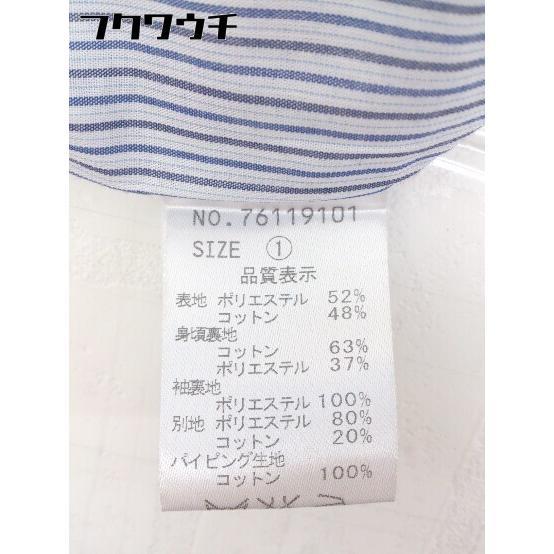 フクワウチ
NO.76119101
SIZE ①
品質表示
表地 ポリエステル 52%
コットン 48%
身頃裏地
コットン 63%
ポリエステル 37%
袖裏地
ポリエステル 100%
別地 ポリエステル 80%
コットン 20%
パイピング生地
コットン 100%